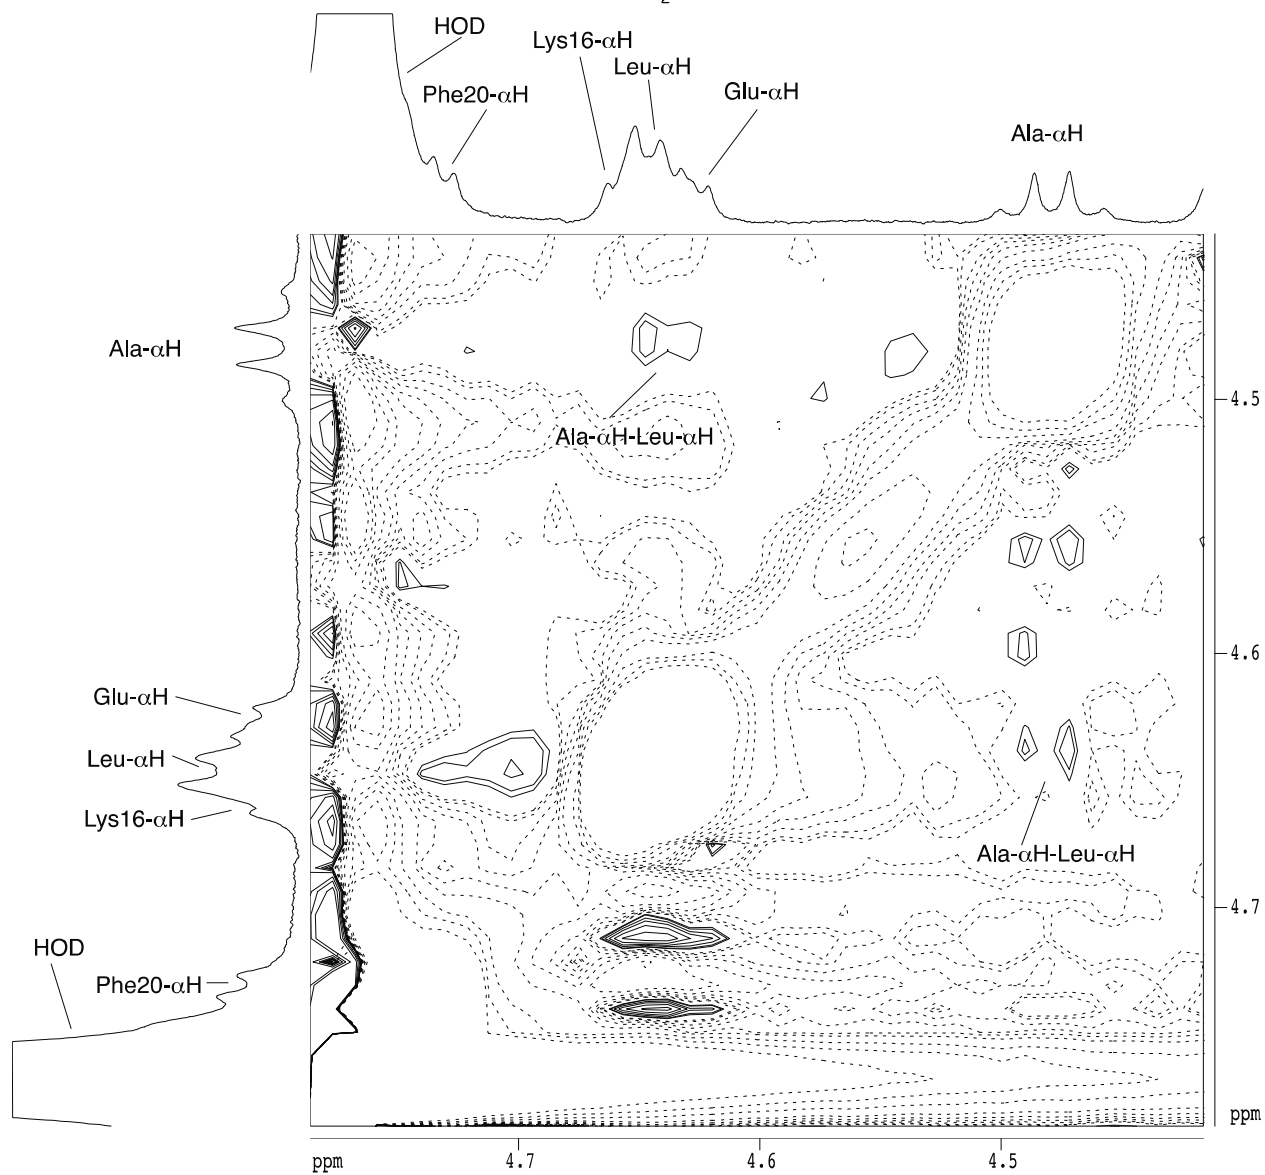 2
HOD
Lys16-αH
Leu-αH
Phe20-αH
Glu-αH
Ala-αH
Ala-αH
4.5
Ala-αH-Leu-αH
4.6
Glu-αH
Leu-αH
Lys16-αH
Ala-αH-Leu-αH
4.7
HOD
Phe20-αH
ppm
ppm
4.7
4.6
4.5